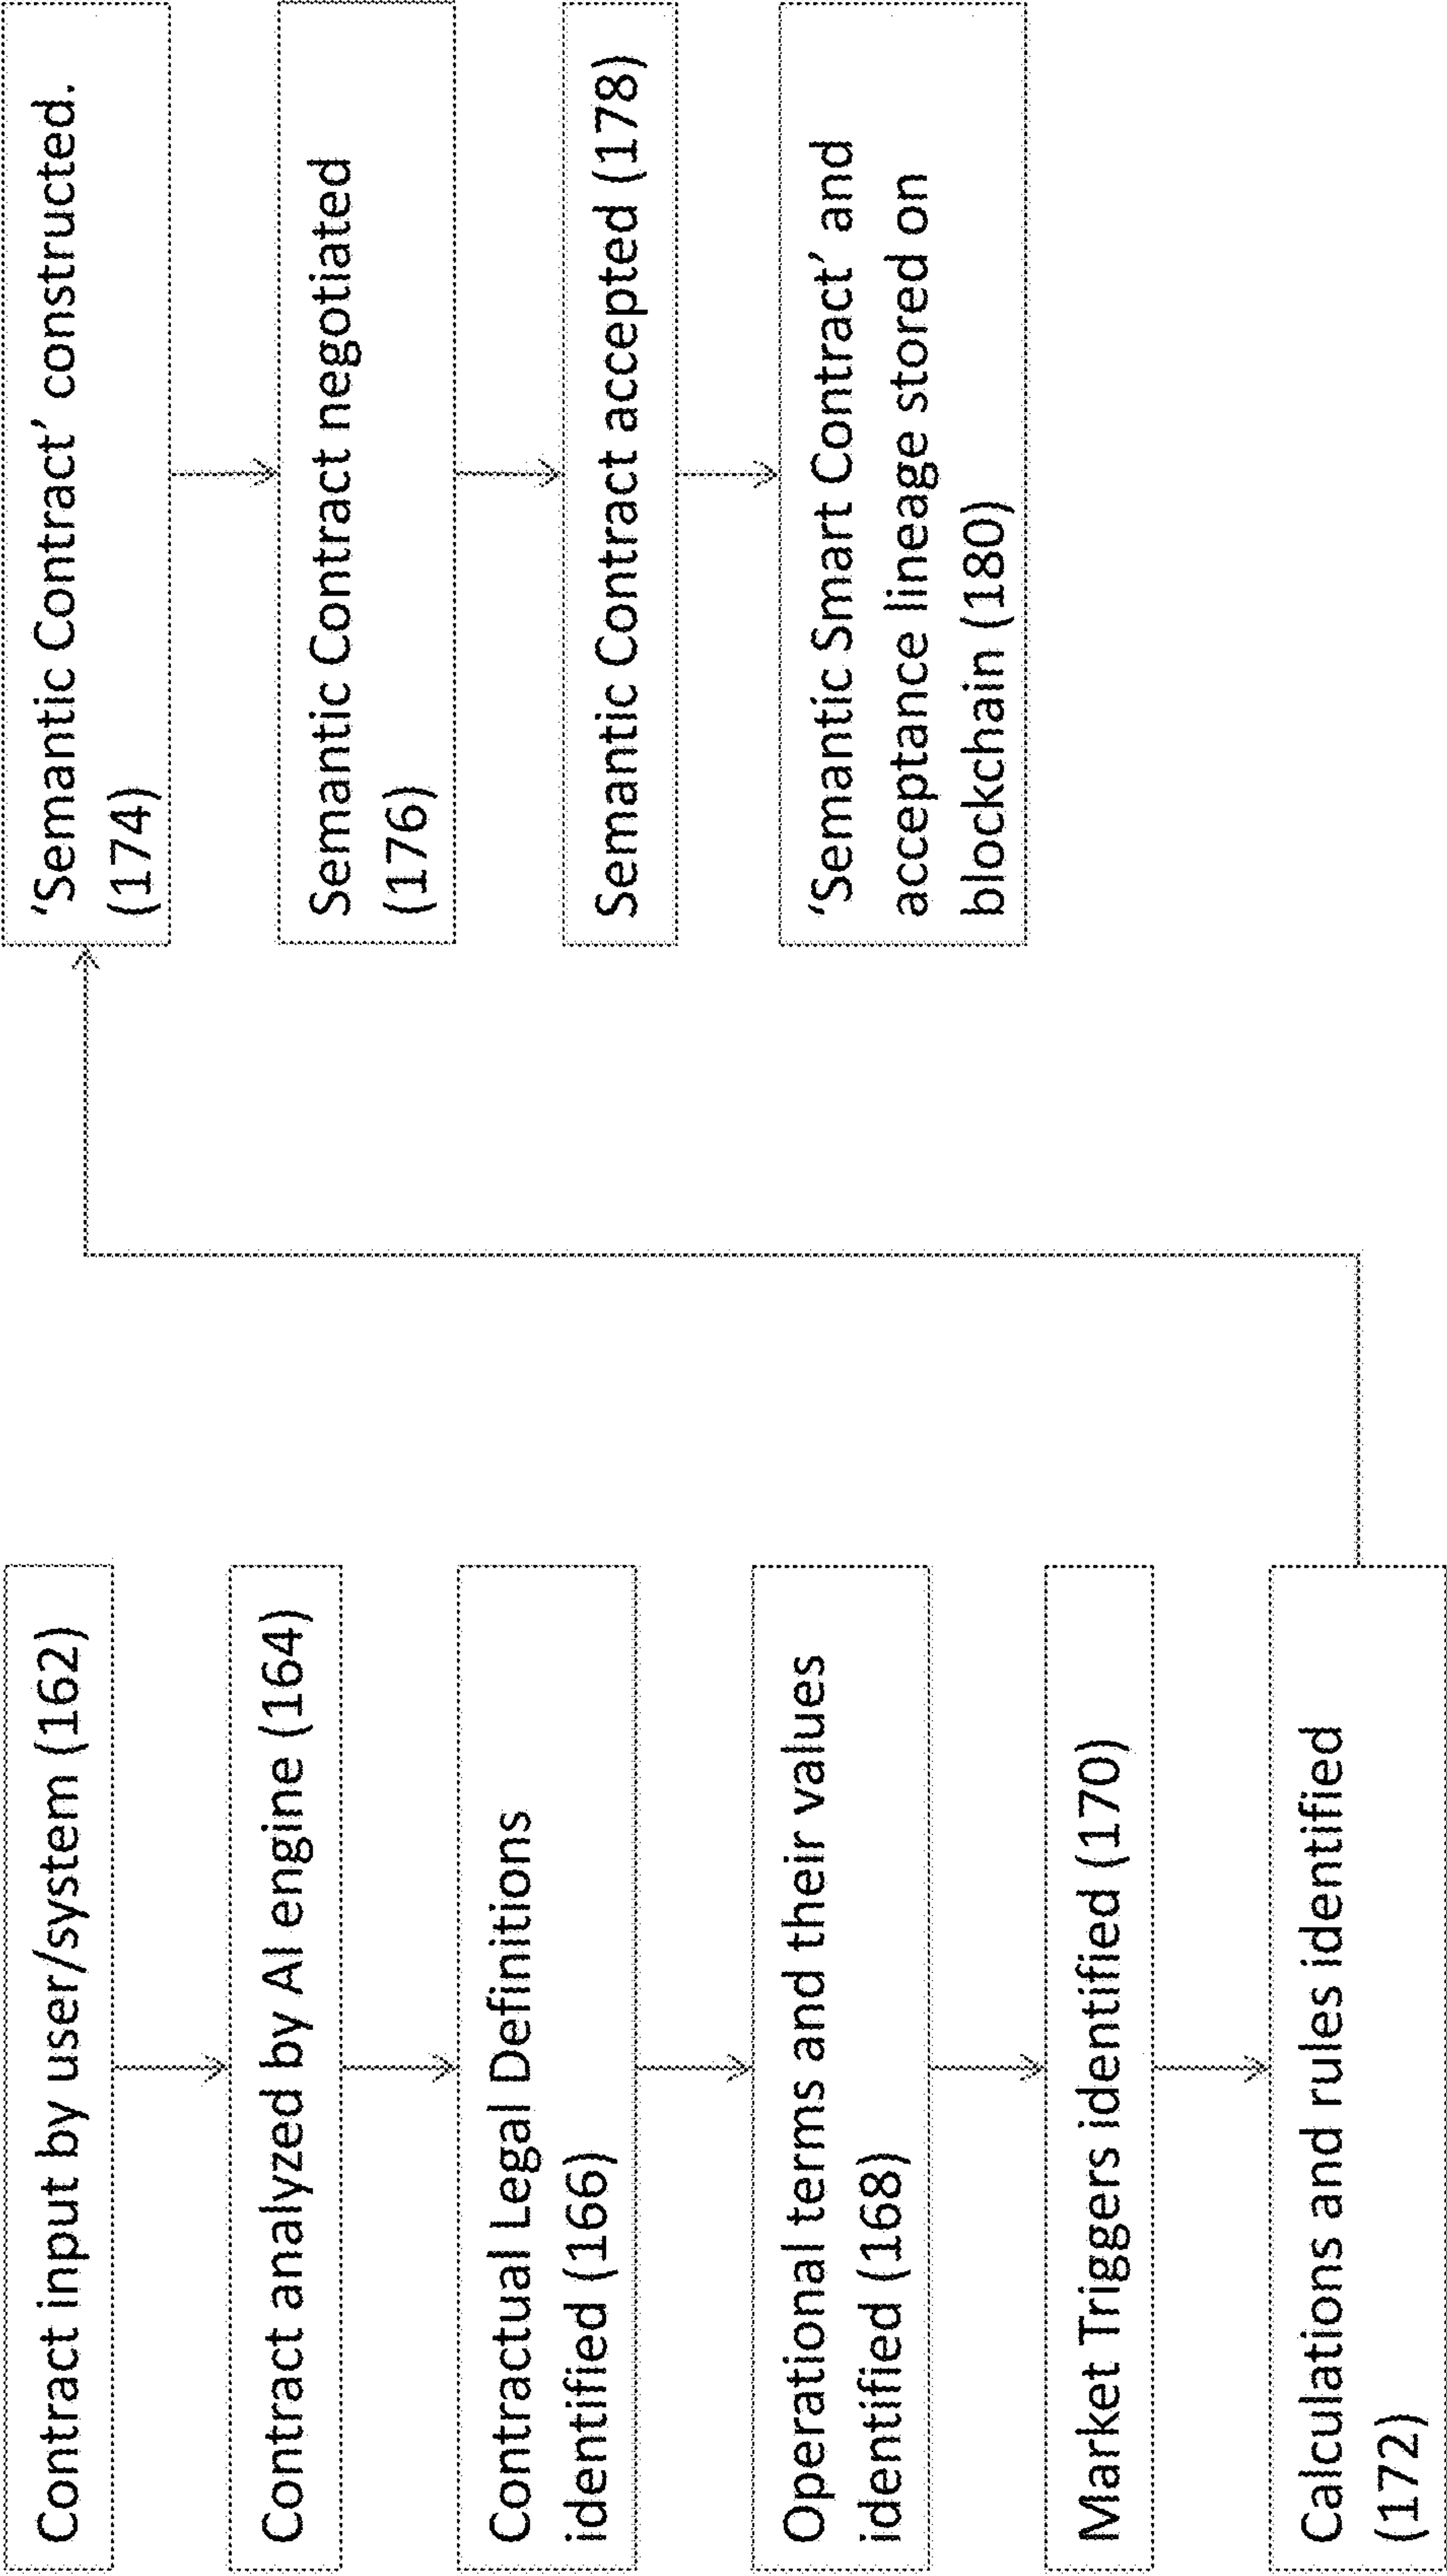 Contract input by user/system (162)
Contract analyzed by AI engine (164)
Contractual Legal Definitions
identified (166)
Operational terms and their values
identified (168)
Market Triggers identified (170)
Calculations and rules identified
(172)
‘Semantic Contract’ constructed.
(174)
Semantic Contract negotiated
(176)
Semantic Contract accepted (178)
‘Semantic Smart Contract’ and
acceptance lineage stored on
blockchain (180)